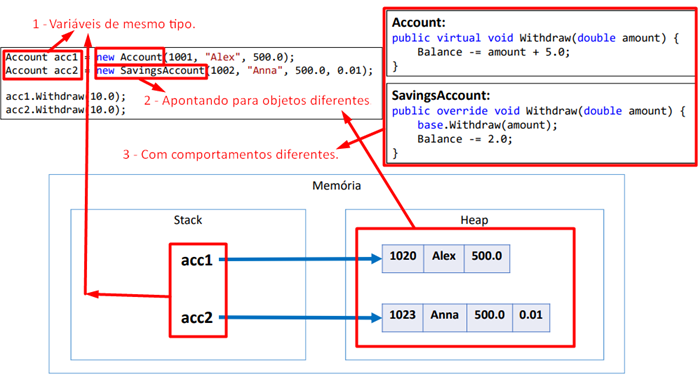 1 - Variáveis de mesmo tipo.
Account acc1 = new Account(1001, "Alex", 500.0);
Account acc2 = new SavingsAccount(1002, "Anna", 500.0, 0.01);
acc1.Withdraw(10.0);
acc2.Withdraw(10.0);
2 - Apontando para objetos diferentes
3 - Com comportamentos diferentes.
Account:
public virtual void Withdraw(double amount) {
Balance -= amount + 5.0;
}
SavingsAccount:
public override void Withdraw(double amount) {
base.Withdraw(amount);
Balance -= 2.0;
}
Memória
Stack
Heap
acc1
1020 Alex 500.0
acc2
1023 Anna 500.0 0.01